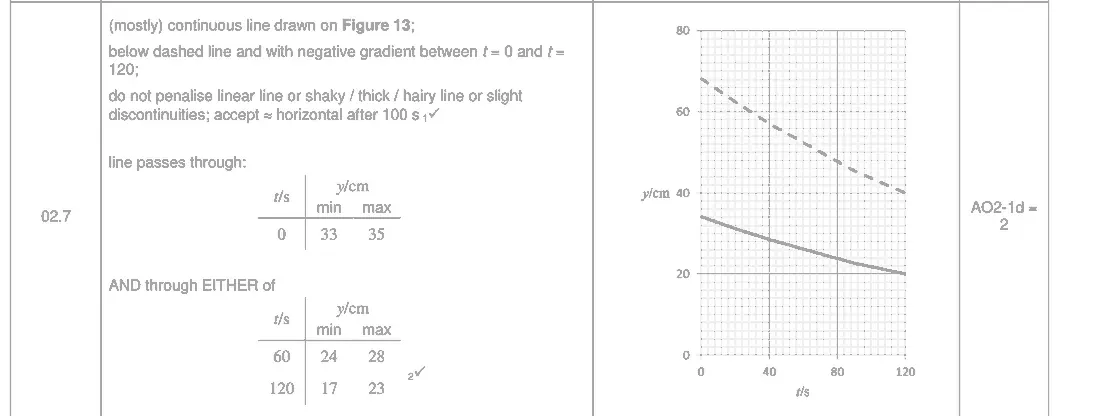 02.7
(mostly) continuous line drawn on Figure 13;
below dashed line and with negative gradient between t = 0 and t =
120;
do not penalise linear line or shaky / thick / hairy line or slight
discontinuities; accept ≈ horizontal after 100 s ₁✓
line passes through:
t/s y/cm
min max
0 33 35
AND through EITHER of
t/s y/cm
min max
60 24 28
120 17 23
₂✓
80
60
y/cm 40
20
0
0 40 80 120
t/s
AO2-1d =
2